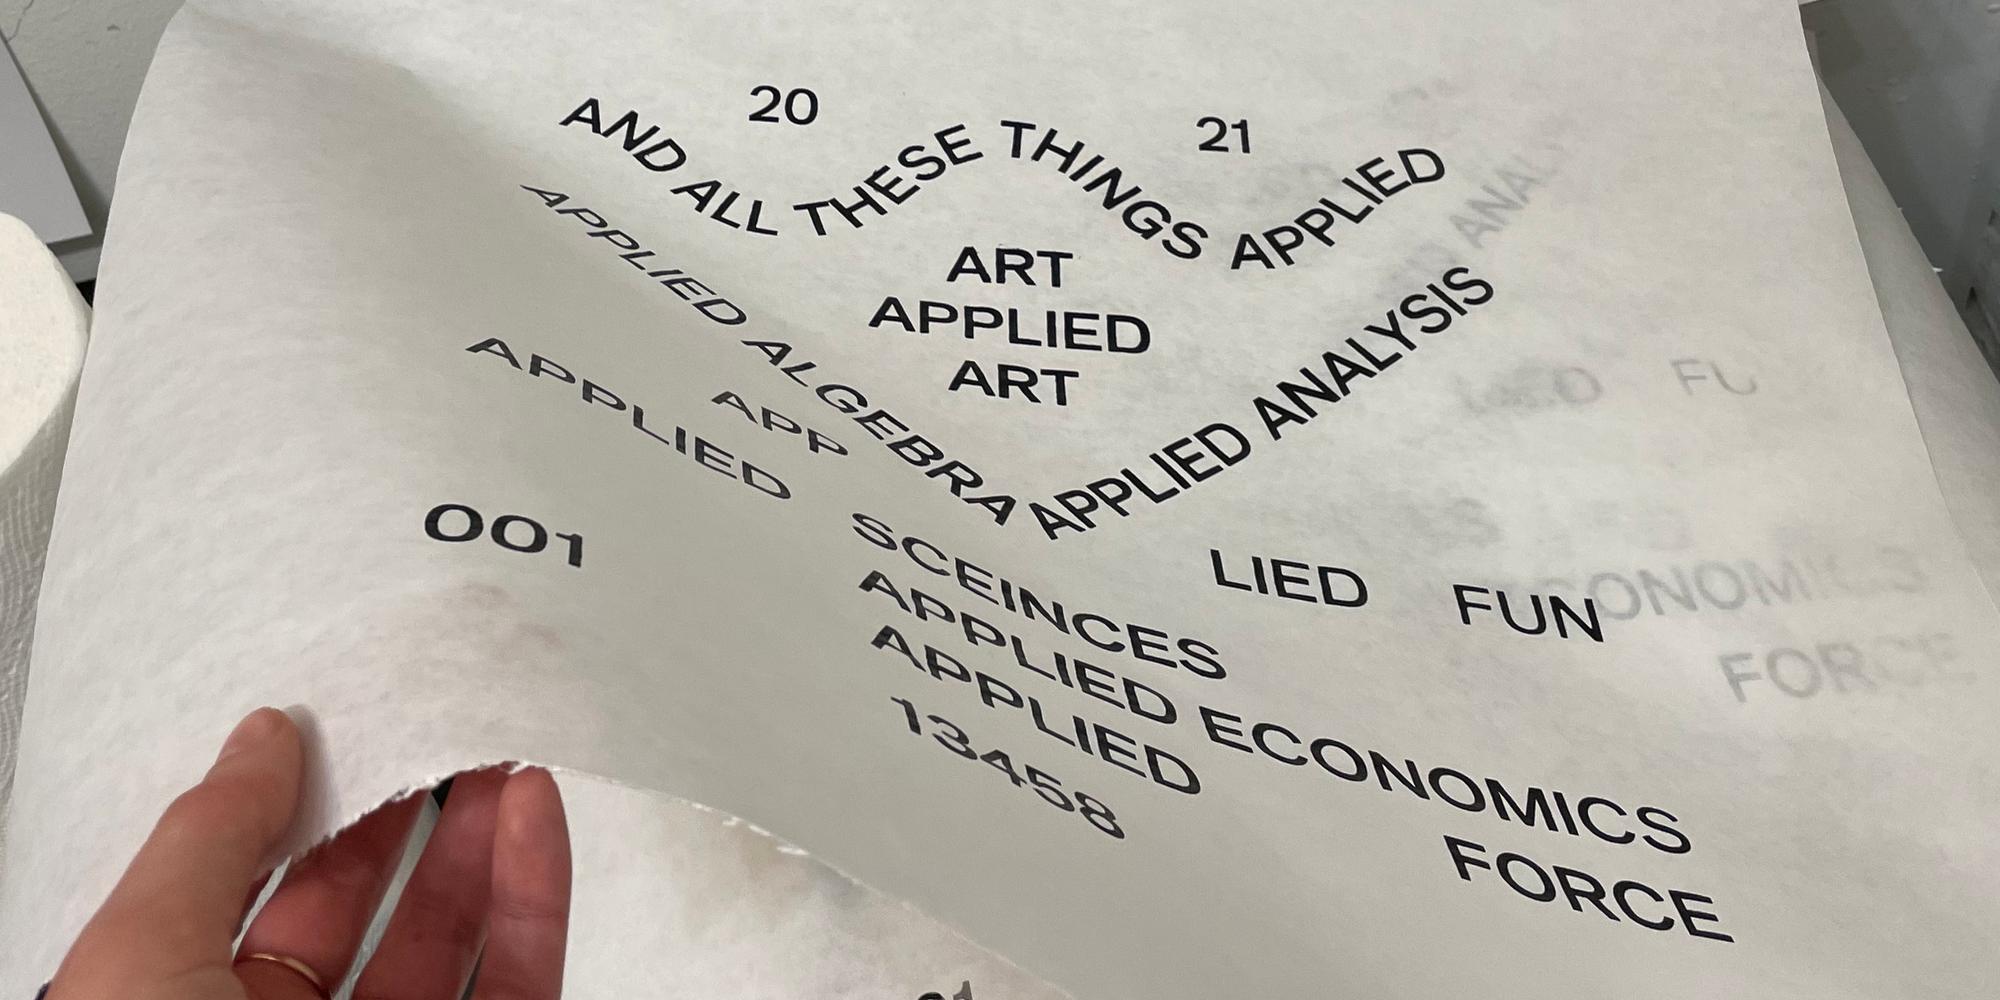 20 21
AND ALL THESE THINGS APPLIED
ART
APPLIED
ART
APPLIED ALGEBRA APPLIED ANALYSIS
APP LIED FUN
APPLIED SCEINCES
APPLIED ECONOMICS
APPLIED FORCE
001 13458